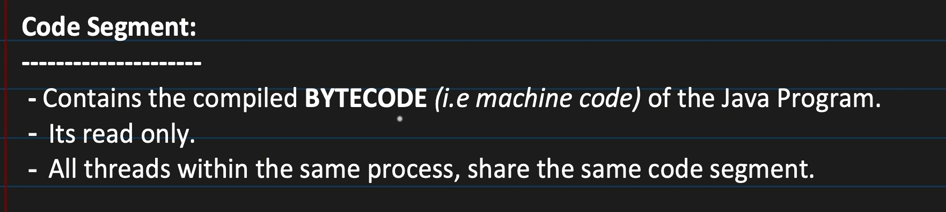 Code Segment:
---------------------
- Contains the compiled BYTECODE (i.e machine code) of the Java Program.
- Its read only.
- All threads within the same process, share the same code segment.